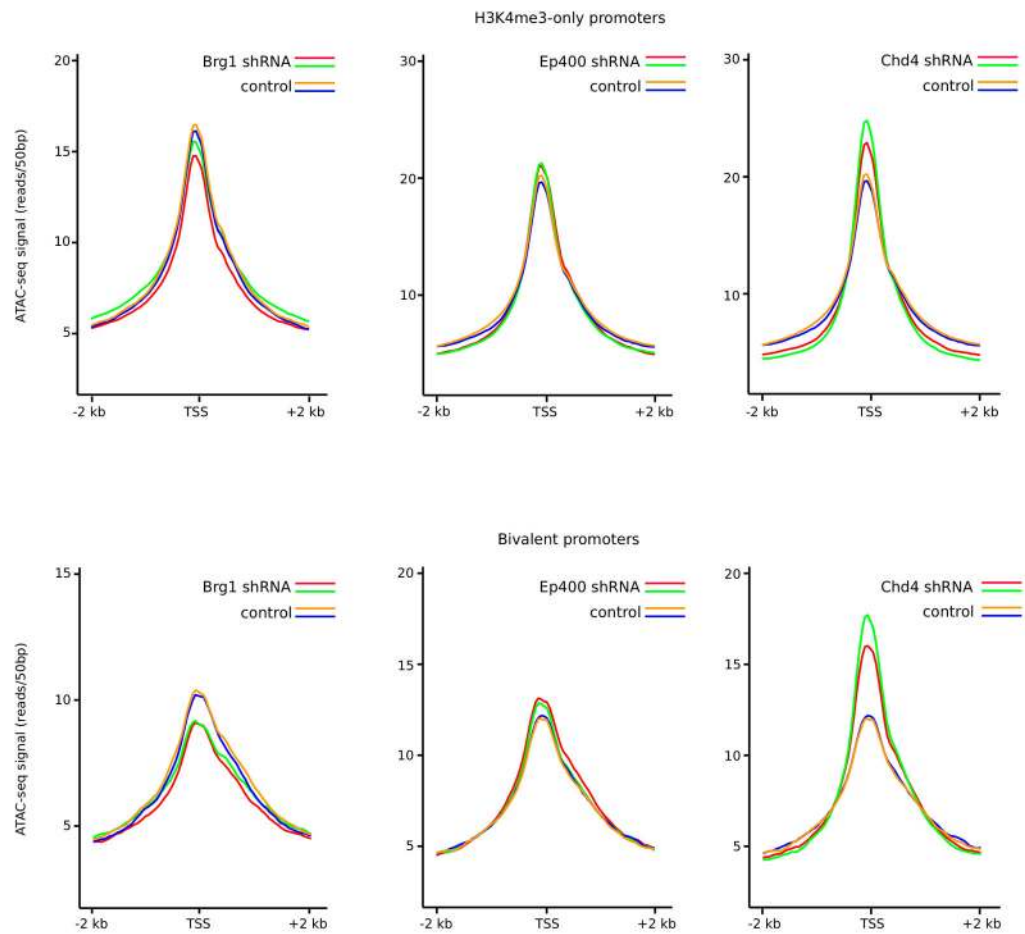 H3K4me3-only promoters
ATAC-seq signal (reads/50bp)
20
15
10
5
Brg1 shRNA
control
-2 kb
TSS
+2 kb
30
20
10
Ep400 shRNA
control
-2 kb
TSS
+2 kb
30
20
10
Chd4 shRNA
control
-2 kb
TSS
+2 kb
Bivalent promoters
ATAC-seq signal (reads/50bp)
15
10
5
Brg1 shRNA
control
-2 kb
TSS
+2 kb
20
15
10
5
Ep400 shRNA
control
-2 kb
TSS
+2 kb
20
15
10
5
Chd4 shRNA
control
-2 kb
TSS
+2 kb